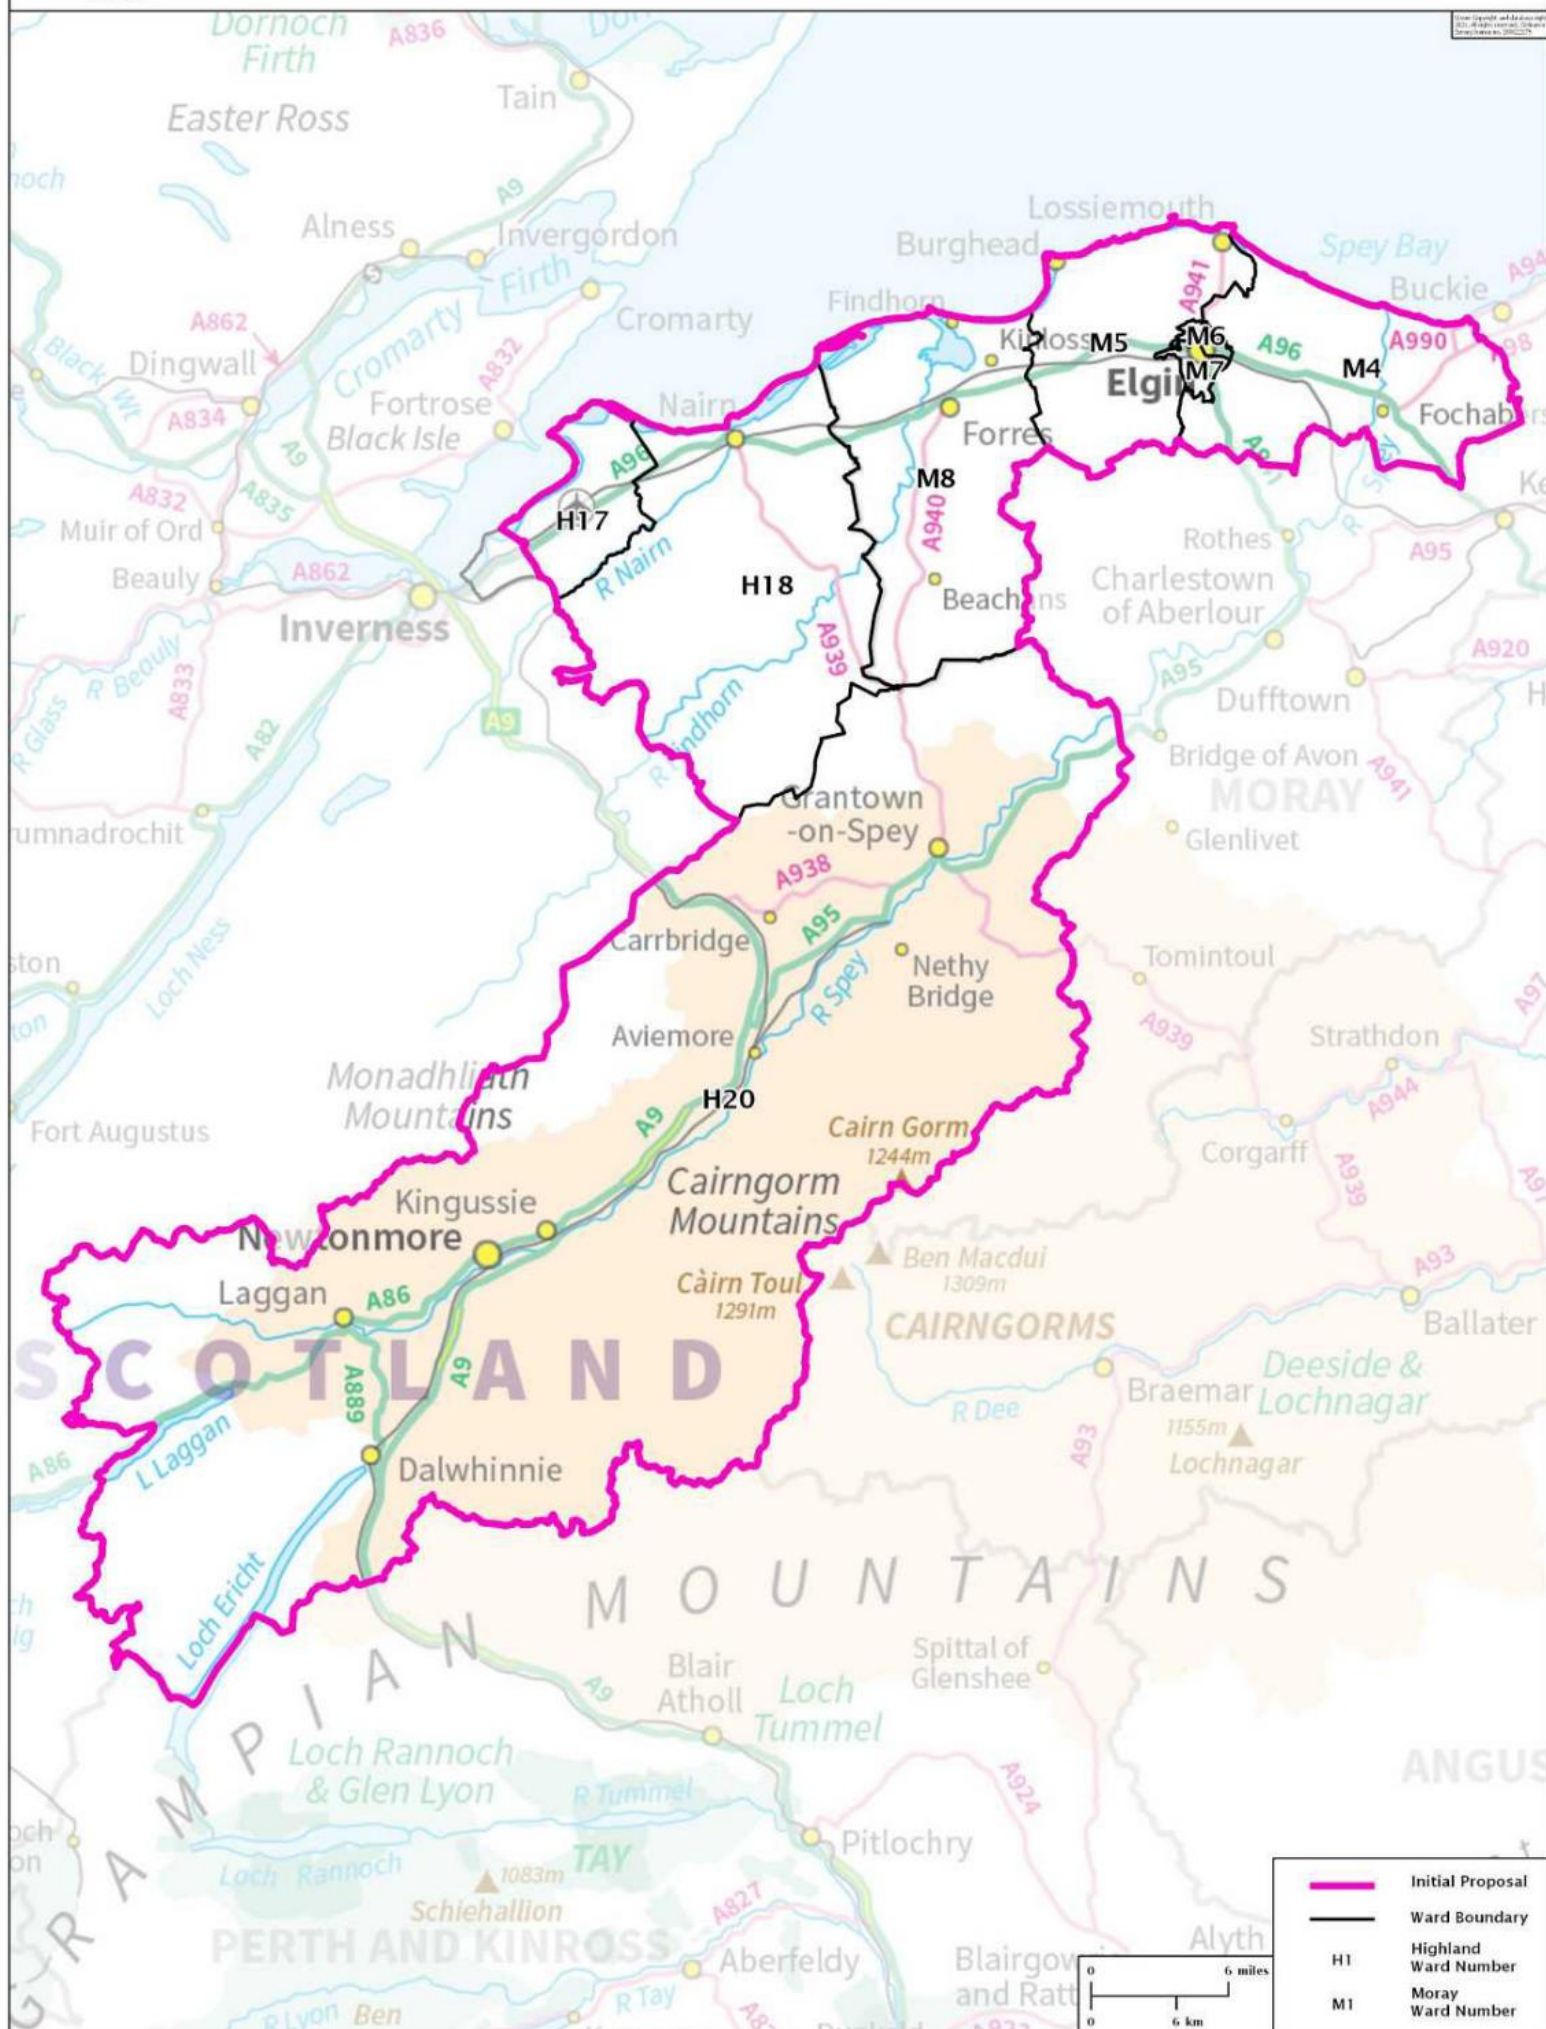 Dornoch
Firth
A836
Tain
Easter Ross
A9
Alness
Invergordon
Firth
Cromarty
Cromarty
A862
Dingwall
Black
Wt
A834
A832
Fortrose
Black Isle
A9
A832
A835
Muir of Ord
Beauly
A862
Inverness
R Beauly
R Glass
A833
A82
A9
Loch Ness
Fort Augustus
Lossiemouth
Burghead
Spey Bay
Buckie
Findhorn
Kinloss
A941
M5
M6
M7
A96
M4
A990
Elgin
Fochabers
Nairn
A96
Forres
M8
H17
R Nairn
H18
A940
Beachans
A939
R Findhorn
Rothes
A95
Charlestown
of Aberlour
A95
A920
Dufftown
Bridge of Avon
MORAY
A941
Glenlivet
Grantown
-on-Spey
A938
Carrbridge
A95
Nethy
Bridge
R Spey
Aviemore
Tomintoul
A939
Strathdon
A944
Corgarff
A939
Monadhliath
Mountains
H20
A9
Cairn Gorm
1244m
Cairngorm
Mountains
Kingussie
Newtonmore
Laggan
A86
Càirn Toul
1291m
Ben Macdui
1309m
CAIRNGORMS
A93
Ballater
SCOTLAND
A889
A9
Deeside &
Lochnagar
Braemar
R Dee
1155m
Lochnagar
A93
A86
L Laggan
Dalwhinnie
Loch Ericht
GRAMPIAN MOUNTAINS
Blair
Atholl
A9
Loch
Tummel
Spittal of
Glenshee
Loch Rannoch
& Glen Lyon
R Tummel
A924
ANGUS
Loch Rannoch
TAY
Pitlochry
1083m
Schiehallion
A827
PERTH AND KINROSS
Aberfeldy
Alyth
R Lyon
Ben
R Tay
Initial Proposal
Ward Boundary
H1
Highland
Ward Number
M1
Moray
Ward Number
0
6 miles
0
6 km